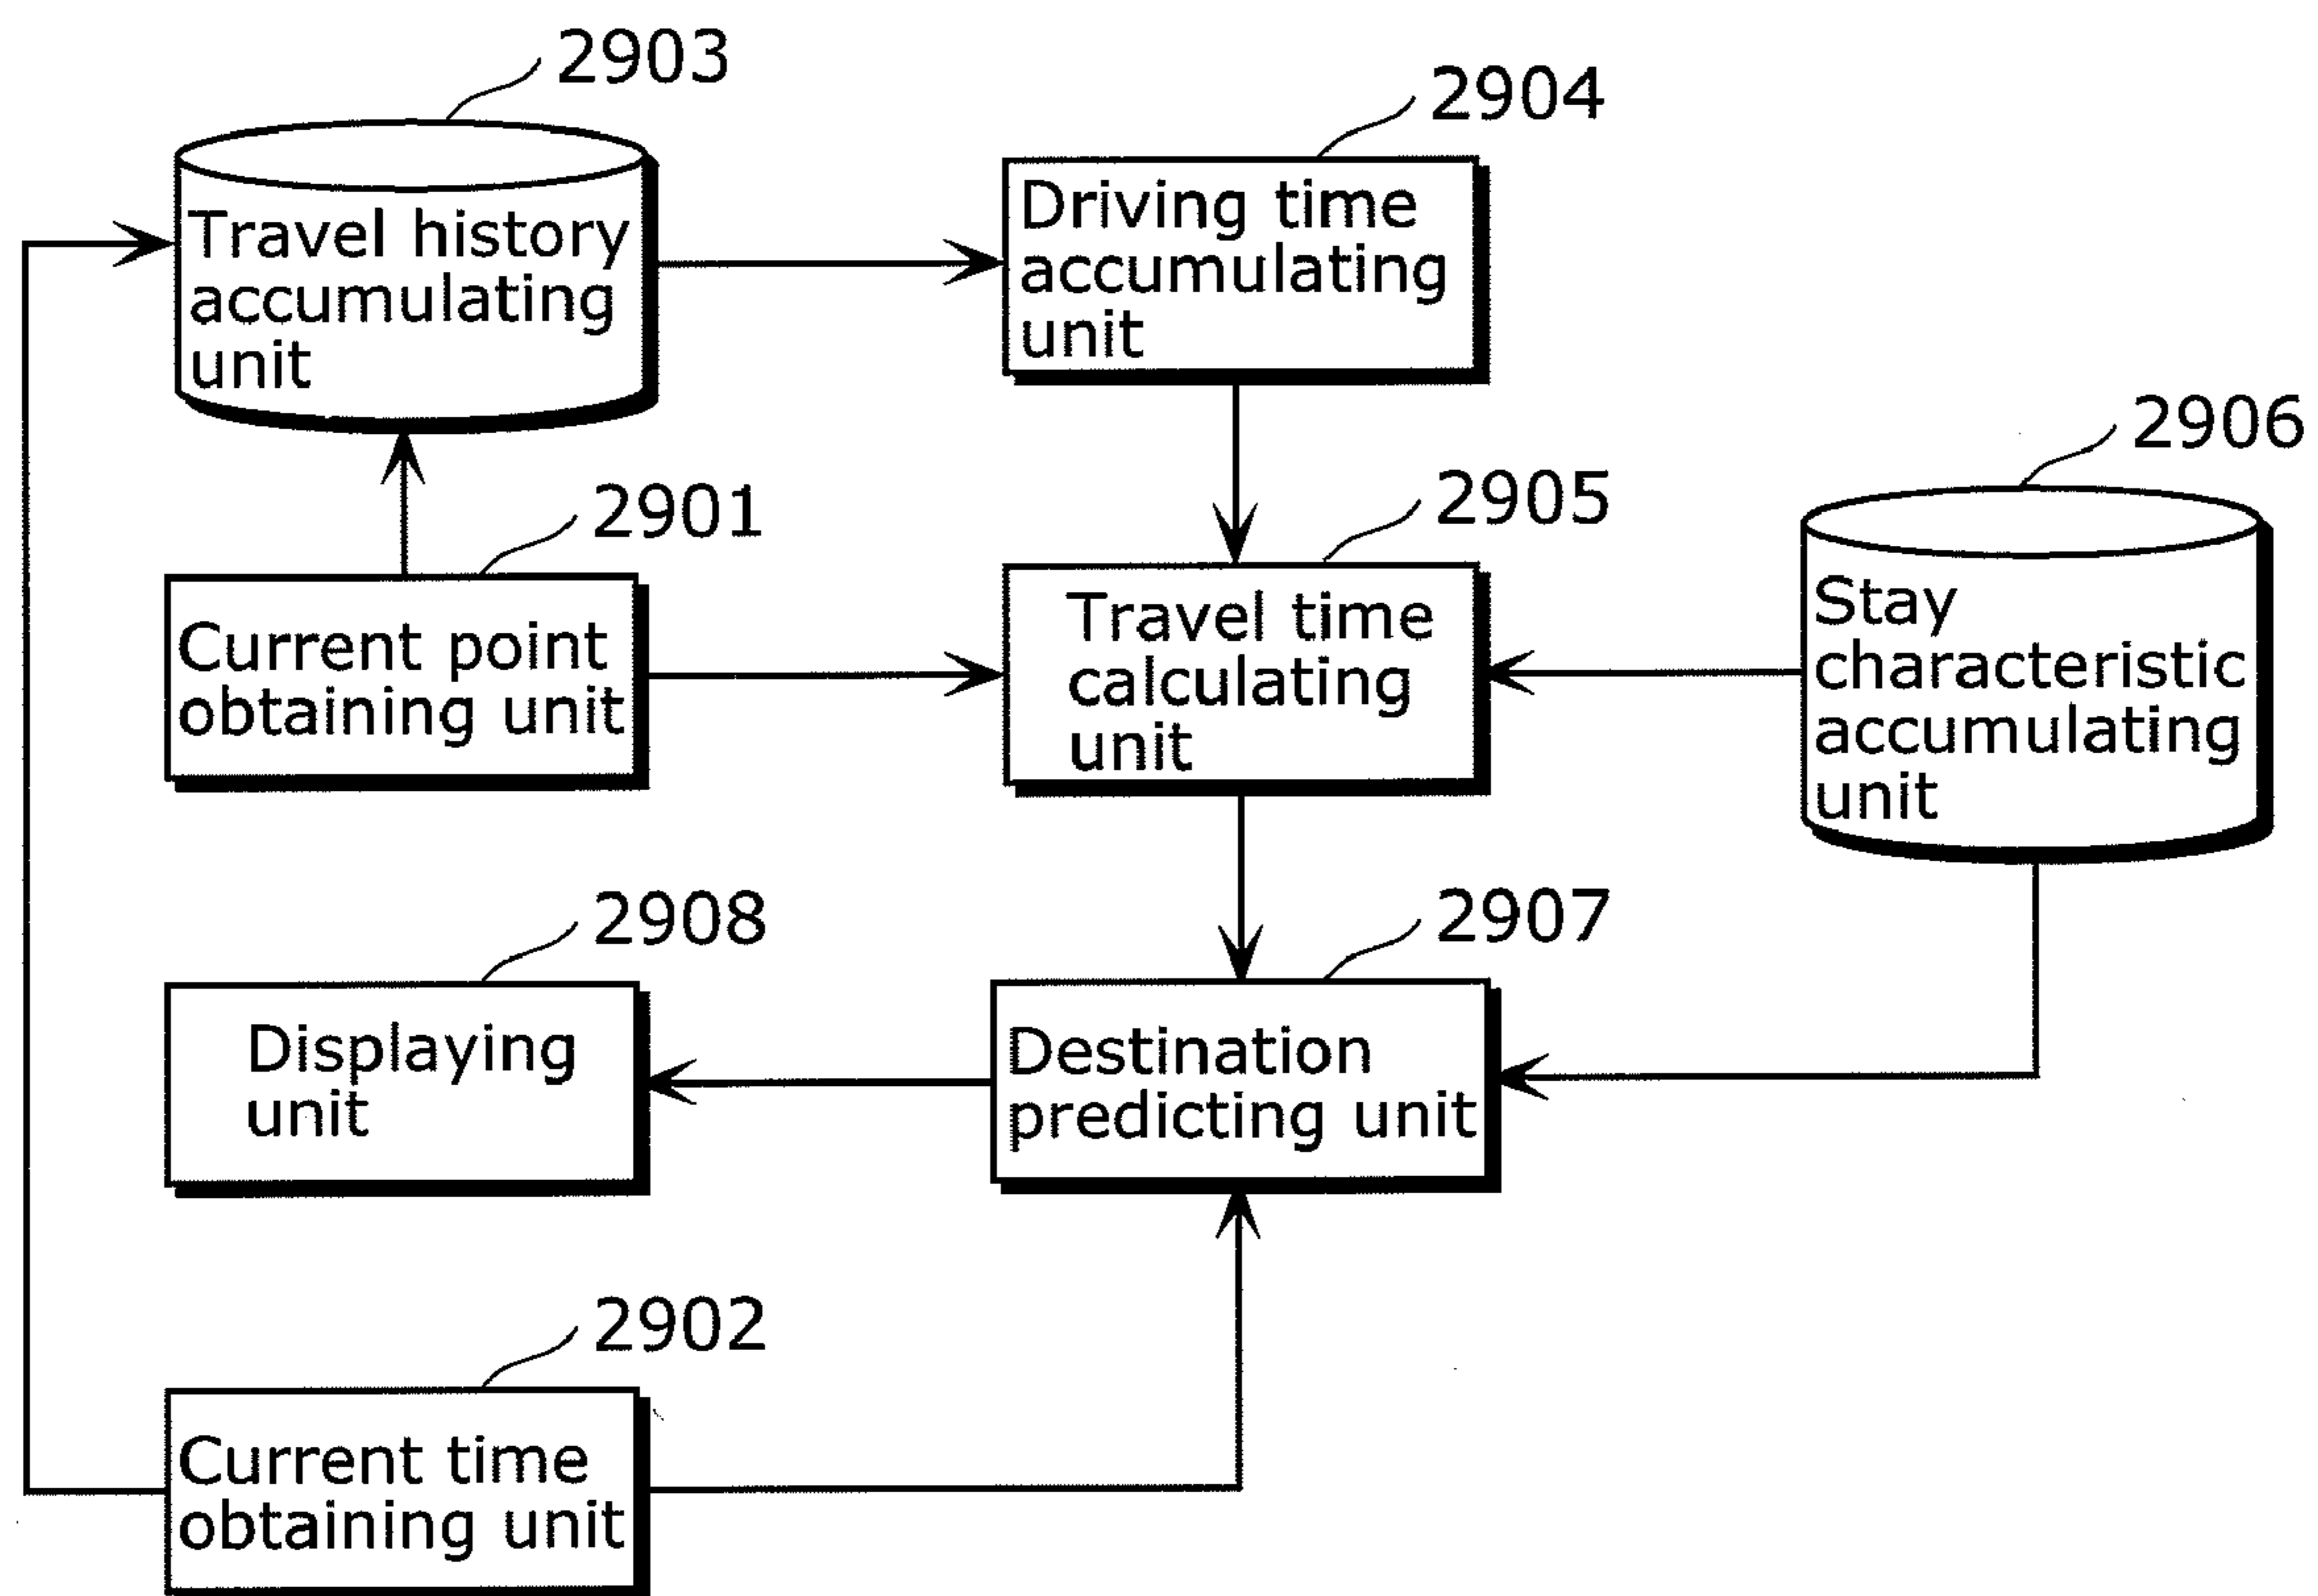 2903
Travel history
accumulating
unit
2904
Driving time
accumulating
unit
2901
Current point
obtaining unit
2905
Travel time
calculating
unit
2906
Stay
characteristic
accumulating
unit
2908
Displaying
unit
2907
Destination
predicting unit
2902
Current time
obtaining unit